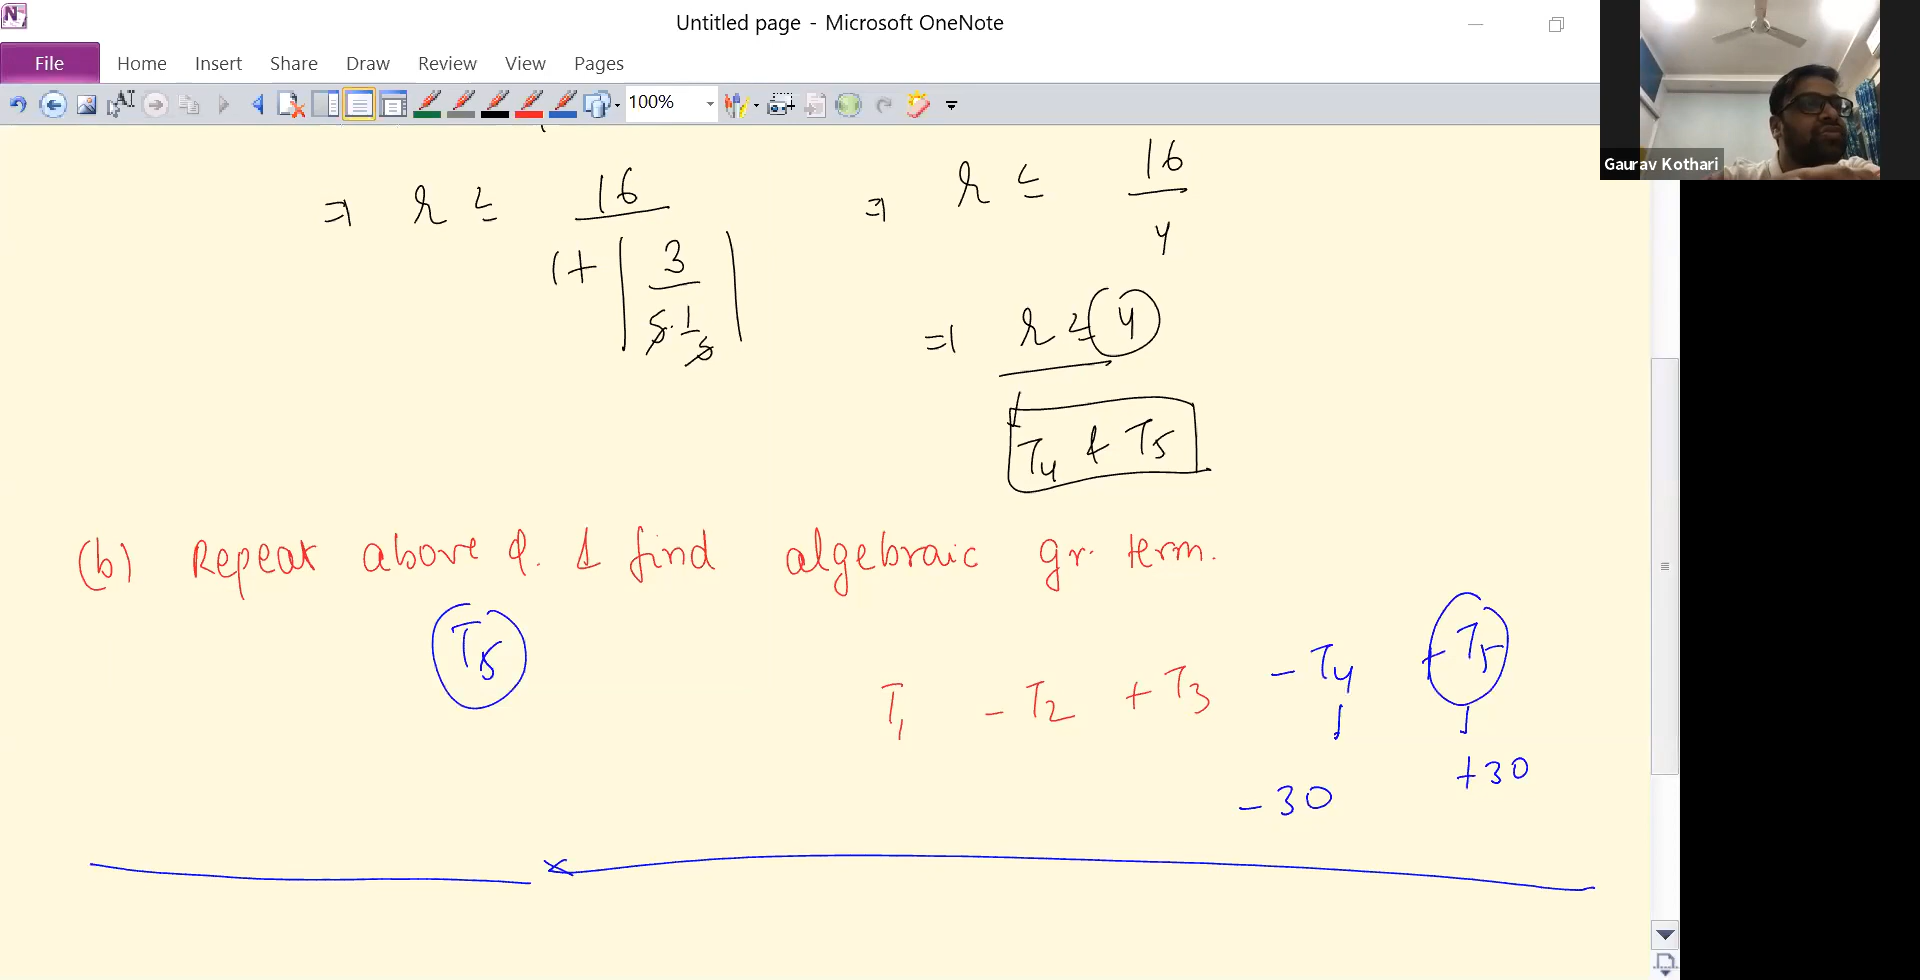 Untitled page - Microsoft OneNote
File Home Insert Share Draw Review View Pages
100%
Gaurav Kothari
⇒ r ≤ 16 / (1 + |3 / (5 · 1/5)|)
⇒ r ≤ 16/4
⇒ r ≤ 4
T4 & T5
(b) Repeat above Q. & find algebraic gr. term.
T5
T1 - T2 + T3 - T4 + T5
-30 +30